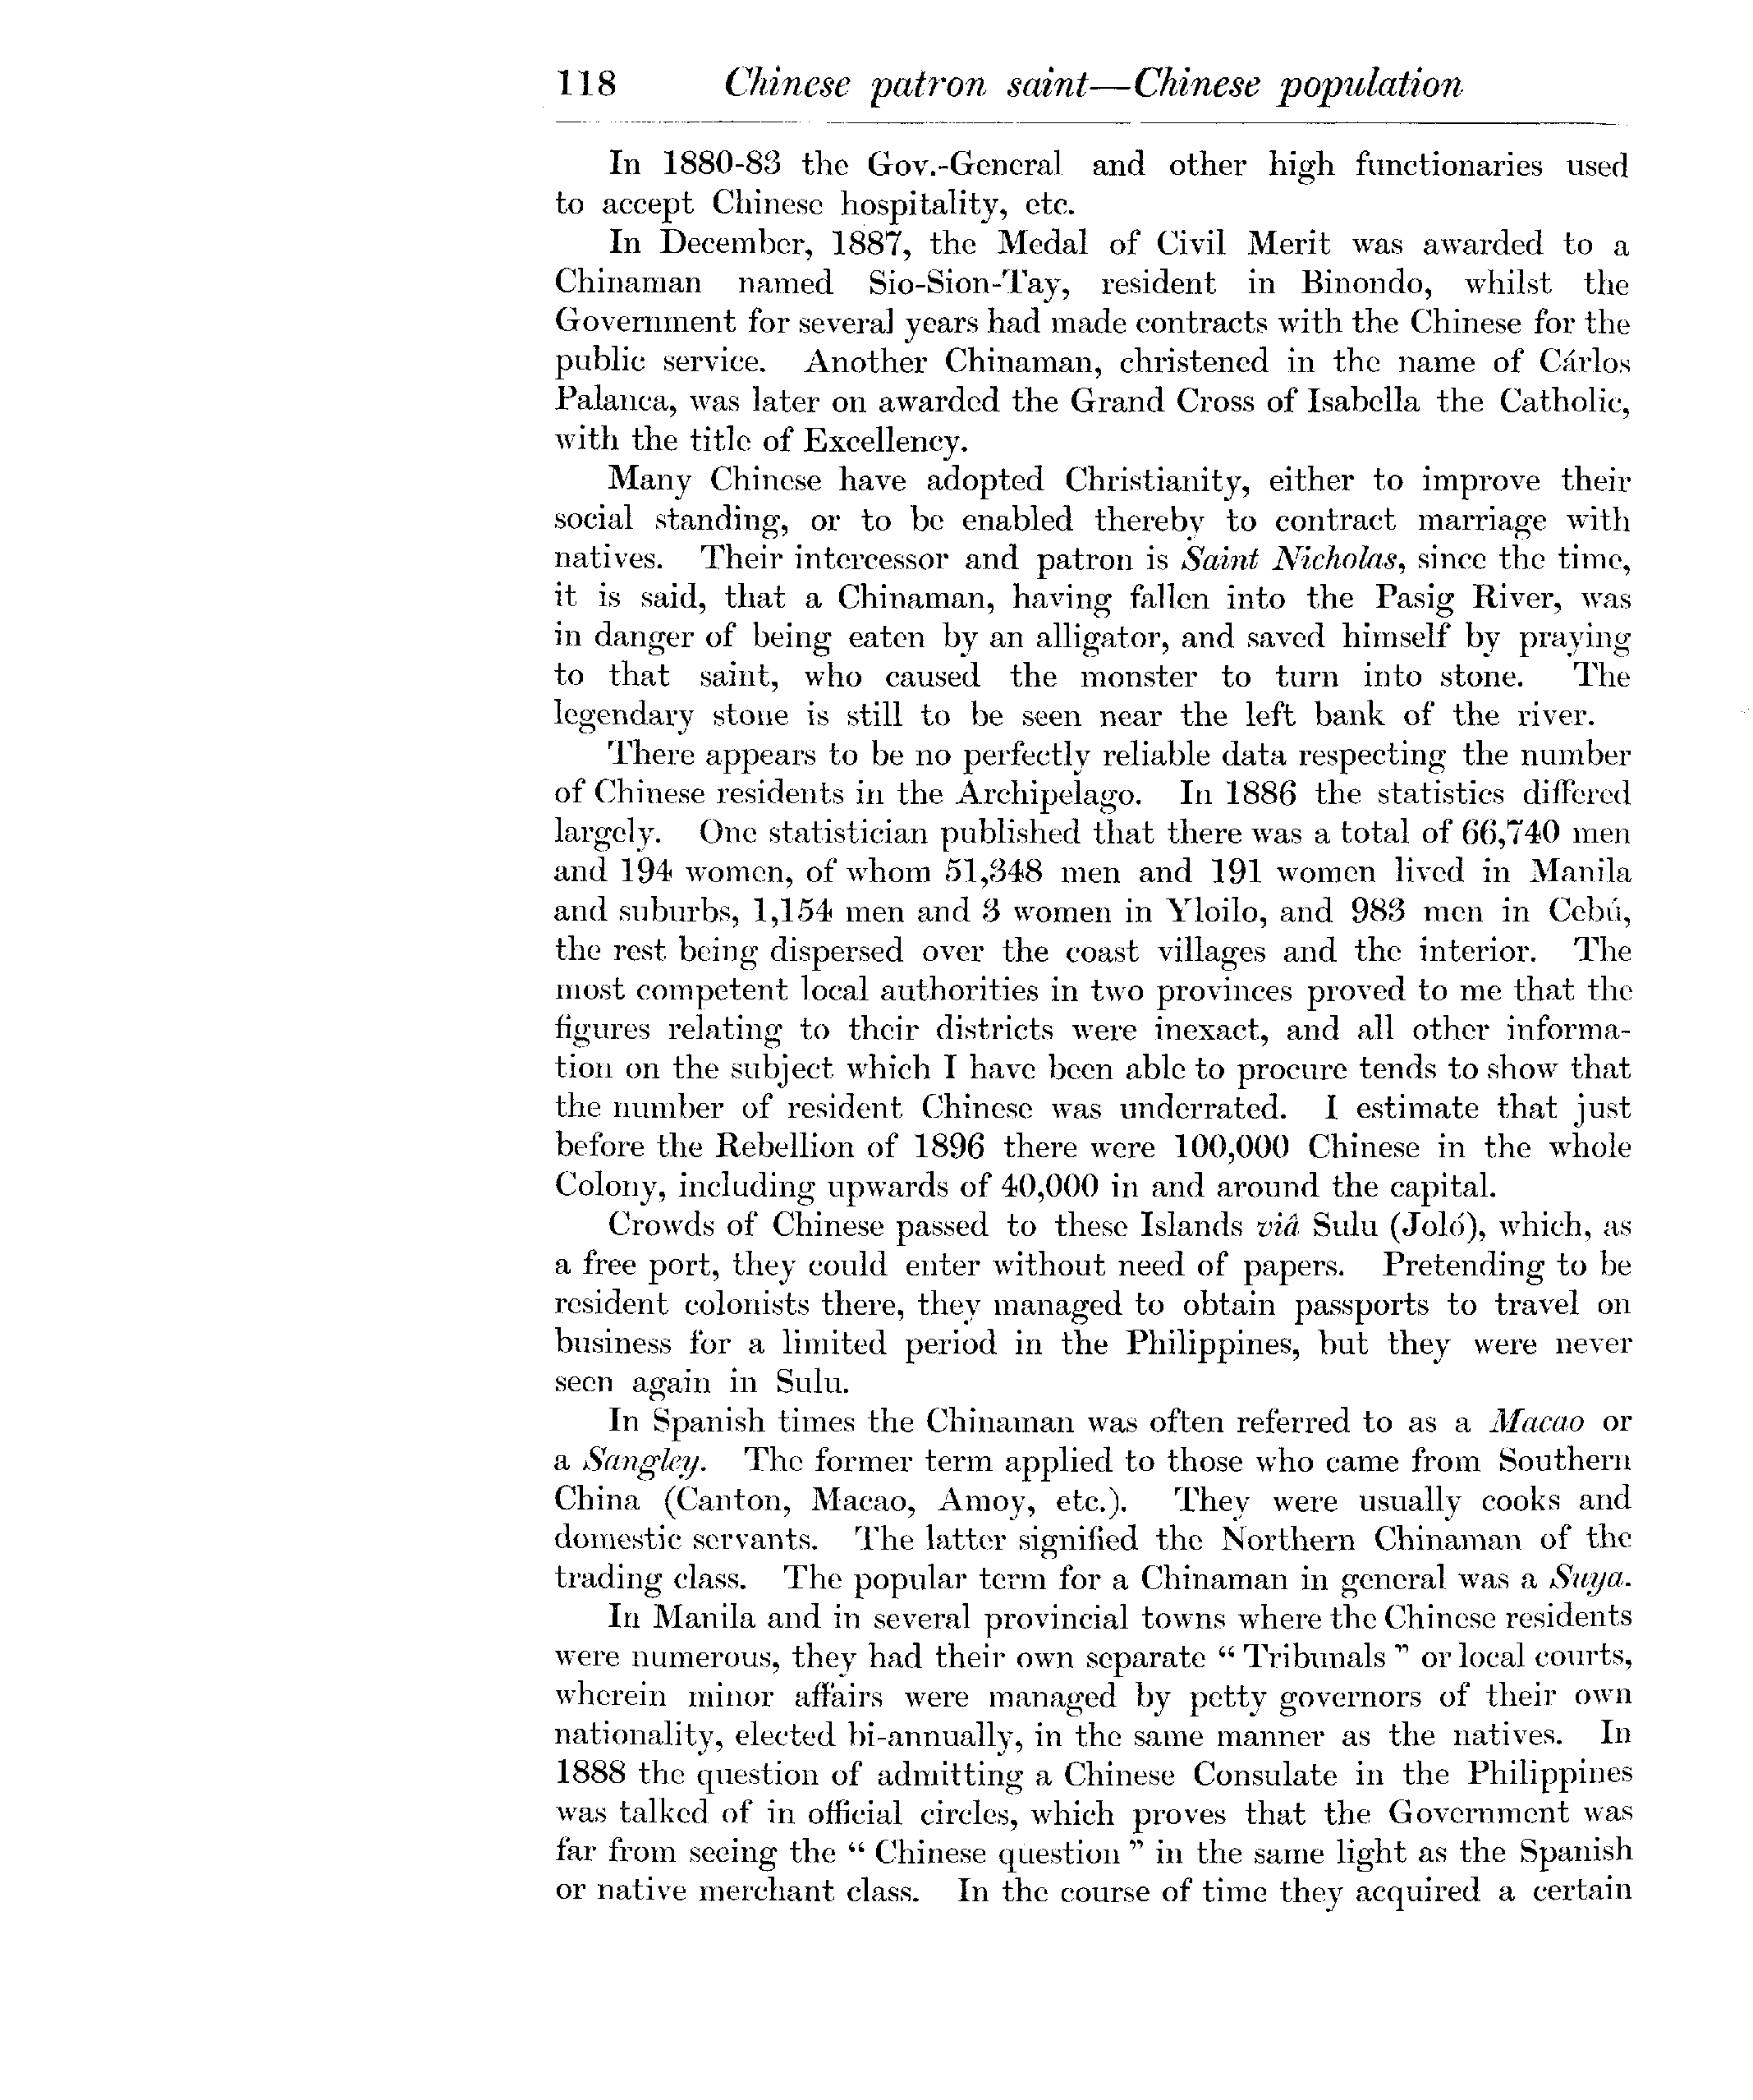 118 Chinese patron saint—Chinese population
In 1880-83 the Gov.-General and other high functionaries used
to accept Chinese hospitality, etc.
In December, 1887, the Medal of Civil Merit was awarded to a
Chinaman named Sio-Sion-Tay, resident in Binondo, whilst the
Government for several years had made contracts with the Chinese for the
public service. Another Chinaman, christened in the name of Cárlos
Palanca, was later on awarded the Grand Cross of Isabella the Catholic,
with the title of Excellency.
Many Chinese have adopted Christianity, either to improve their
social standing, or to be enabled thereby to contract marriage with
natives. Their intercessor and patron is Saint Nicholas, since the time,
it is said, that a Chinaman, having fallen into the Pasig River, was
in danger of being eaten by an alligator, and saved himself by praying
to that saint, who caused the monster to turn into stone. The
legendary stone is still to be seen near the left bank of the river.
There appears to be no perfectly reliable data respecting the number
of Chinese residents in the Archipelago. In 1886 the statistics differed
largely. One statistician published that there was a total of 66,740 men
and 194 women, of whom 51,348 men and 191 women lived in Manila
and suburbs, 1,154 men and 3 women in Yloilo, and 983 men in Cebú,
the rest being dispersed over the coast villages and the interior. The
most competent local authorities in two provinces proved to me that the
figures relating to their districts were inexact, and all other informa-
tion on the subject which I have been able to procure tends to show that
the number of resident Chinese was underrated. I estimate that just
before the Rebellion of 1896 there were 100,000 Chinese in the whole
Colony, including upwards of 40,000 in and around the capital.
Crowds of Chinese passed to these Islands viâ Sulu (Joló), which, as
a free port, they could enter without need of papers. Pretending to be
resident colonists there, they managed to obtain passports to travel on
business for a limited period in the Philippines, but they were never
seen again in Sulu.
In Spanish times the Chinaman was often referred to as a Macao or
a Sangley. The former term applied to those who came from Southern
China (Canton, Macao, Amoy, etc.). They were usually cooks and
domestic servants. The latter signified the Northern Chinaman of the
trading class. The popular term for a Chinaman in general was a Suya.
In Manila and in several provincial towns where the Chinese residents
were numerous, they had their own separate “ Tribunals ” or local courts,
wherein minor affairs were managed by petty governors of their own
nationality, elected bi-annually, in the same manner as the natives. In
1888 the question of admitting a Chinese Consulate in the Philippines
was talked of in official circles, which proves that the Government was
far from seeing the “ Chinese question ” in the same light as the Spanish
or native merchant class. In the course of time they acquired a certain